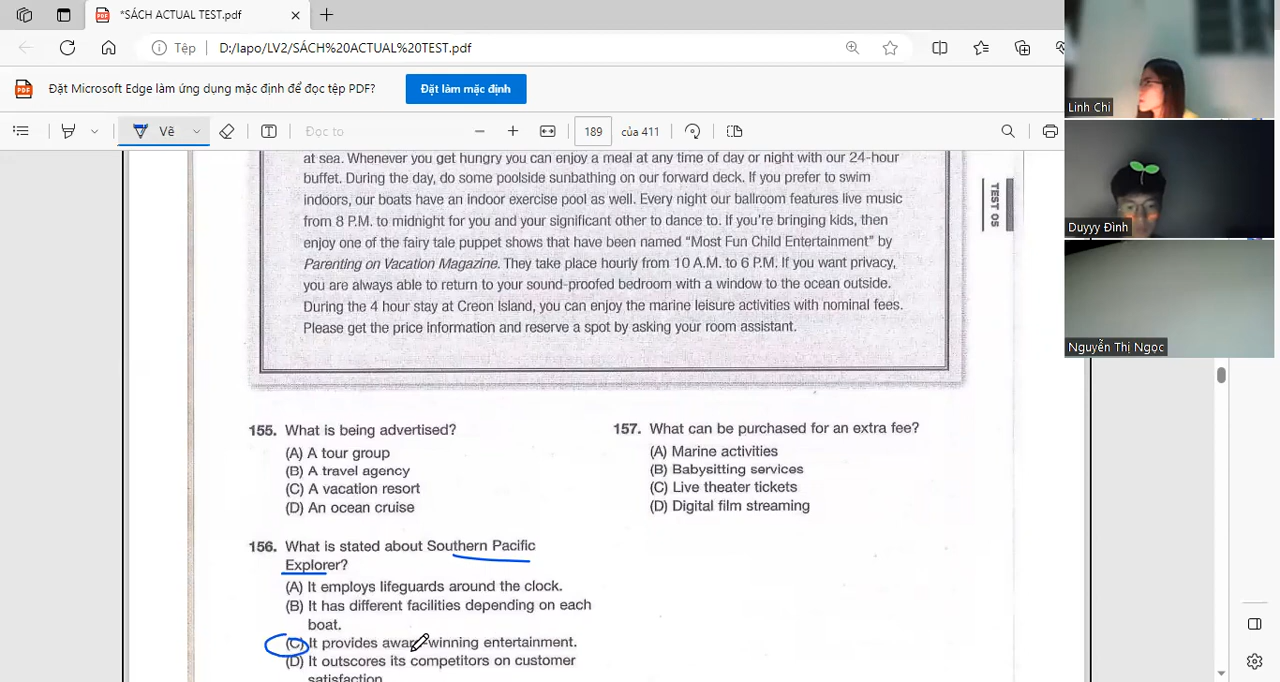 *SÁCH ACTUAL TEST.pdf
Tệp D:/lapo/LV2/SÁCH%20ACTUAL%20TEST.pdf
Đặt Microsoft Edge làm ứng dụng mặc định để đọc tệp PDF?
Đặt làm mặc định
Vẽ
Đọc to
189 của 411
at sea. Whenever you get hungry you can enjoy a meal at any time of day or night with our 24-hour
buffet. During the day, do some poolside sunbathing on our forward deck. If you prefer to swim
indoors, our boats have an indoor exercise pool as well. Every night our ballroom features live music
from 8 P.M. to midnight for you and your significant other to dance to. If you're bringing kids, then
enjoy one of the fairy tale puppet shows that have been named "Most Fun Child Entertainment" by
Parenting on Vacation Magazine. They take place hourly from 10 A.M. to 6 P.M. If you want privacy,
you are always able to return to your sound-proofed bedroom with a window to the ocean outside.
During the 4 hour stay at Creon Island, you can enjoy the marine leisure activities with nominal fees.
Please get the price information and reserve a spot by asking your room assistant.
TEST 05
155. What is being advertised?
(A) A tour group
(B) A travel agency
(C) A vacation resort
(D) An ocean cruise
156. What is stated about Southern Pacific
Explorer?
(A) It employs lifeguards around the clock.
(B) It has different facilities depending on each
boat.
(C) It provides award-winning entertainment.
(D) It outscores its competitors on customer
satisfaction
157. What can be purchased for an extra fee?
(A) Marine activities
(B) Babysitting services
(C) Live theater tickets
(D) Digital film streaming
Linh Chi
Duyyy Đình
Nguyễn Thị Ngọc